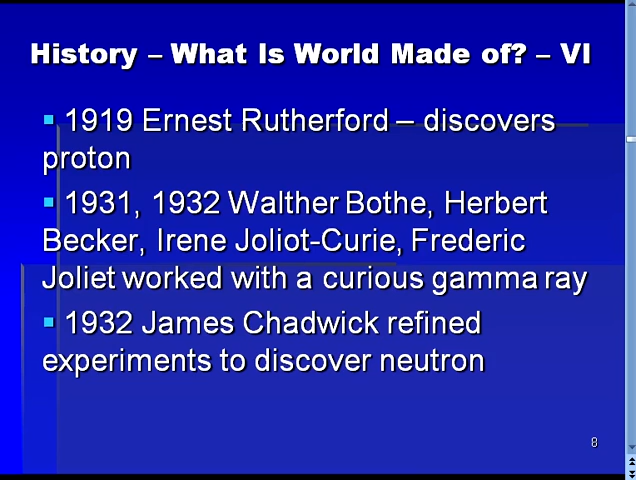 History – What Is World Made of? – VI
▪ 1919 Ernest Rutherford – discovers
proton
▪ 1931, 1932 Walther Bothe, Herbert
Becker, Irene Joliot-Curie, Frederic
Joliet worked with a curious gamma ray
▪ 1932 James Chadwick refined
experiments to discover neutron
8